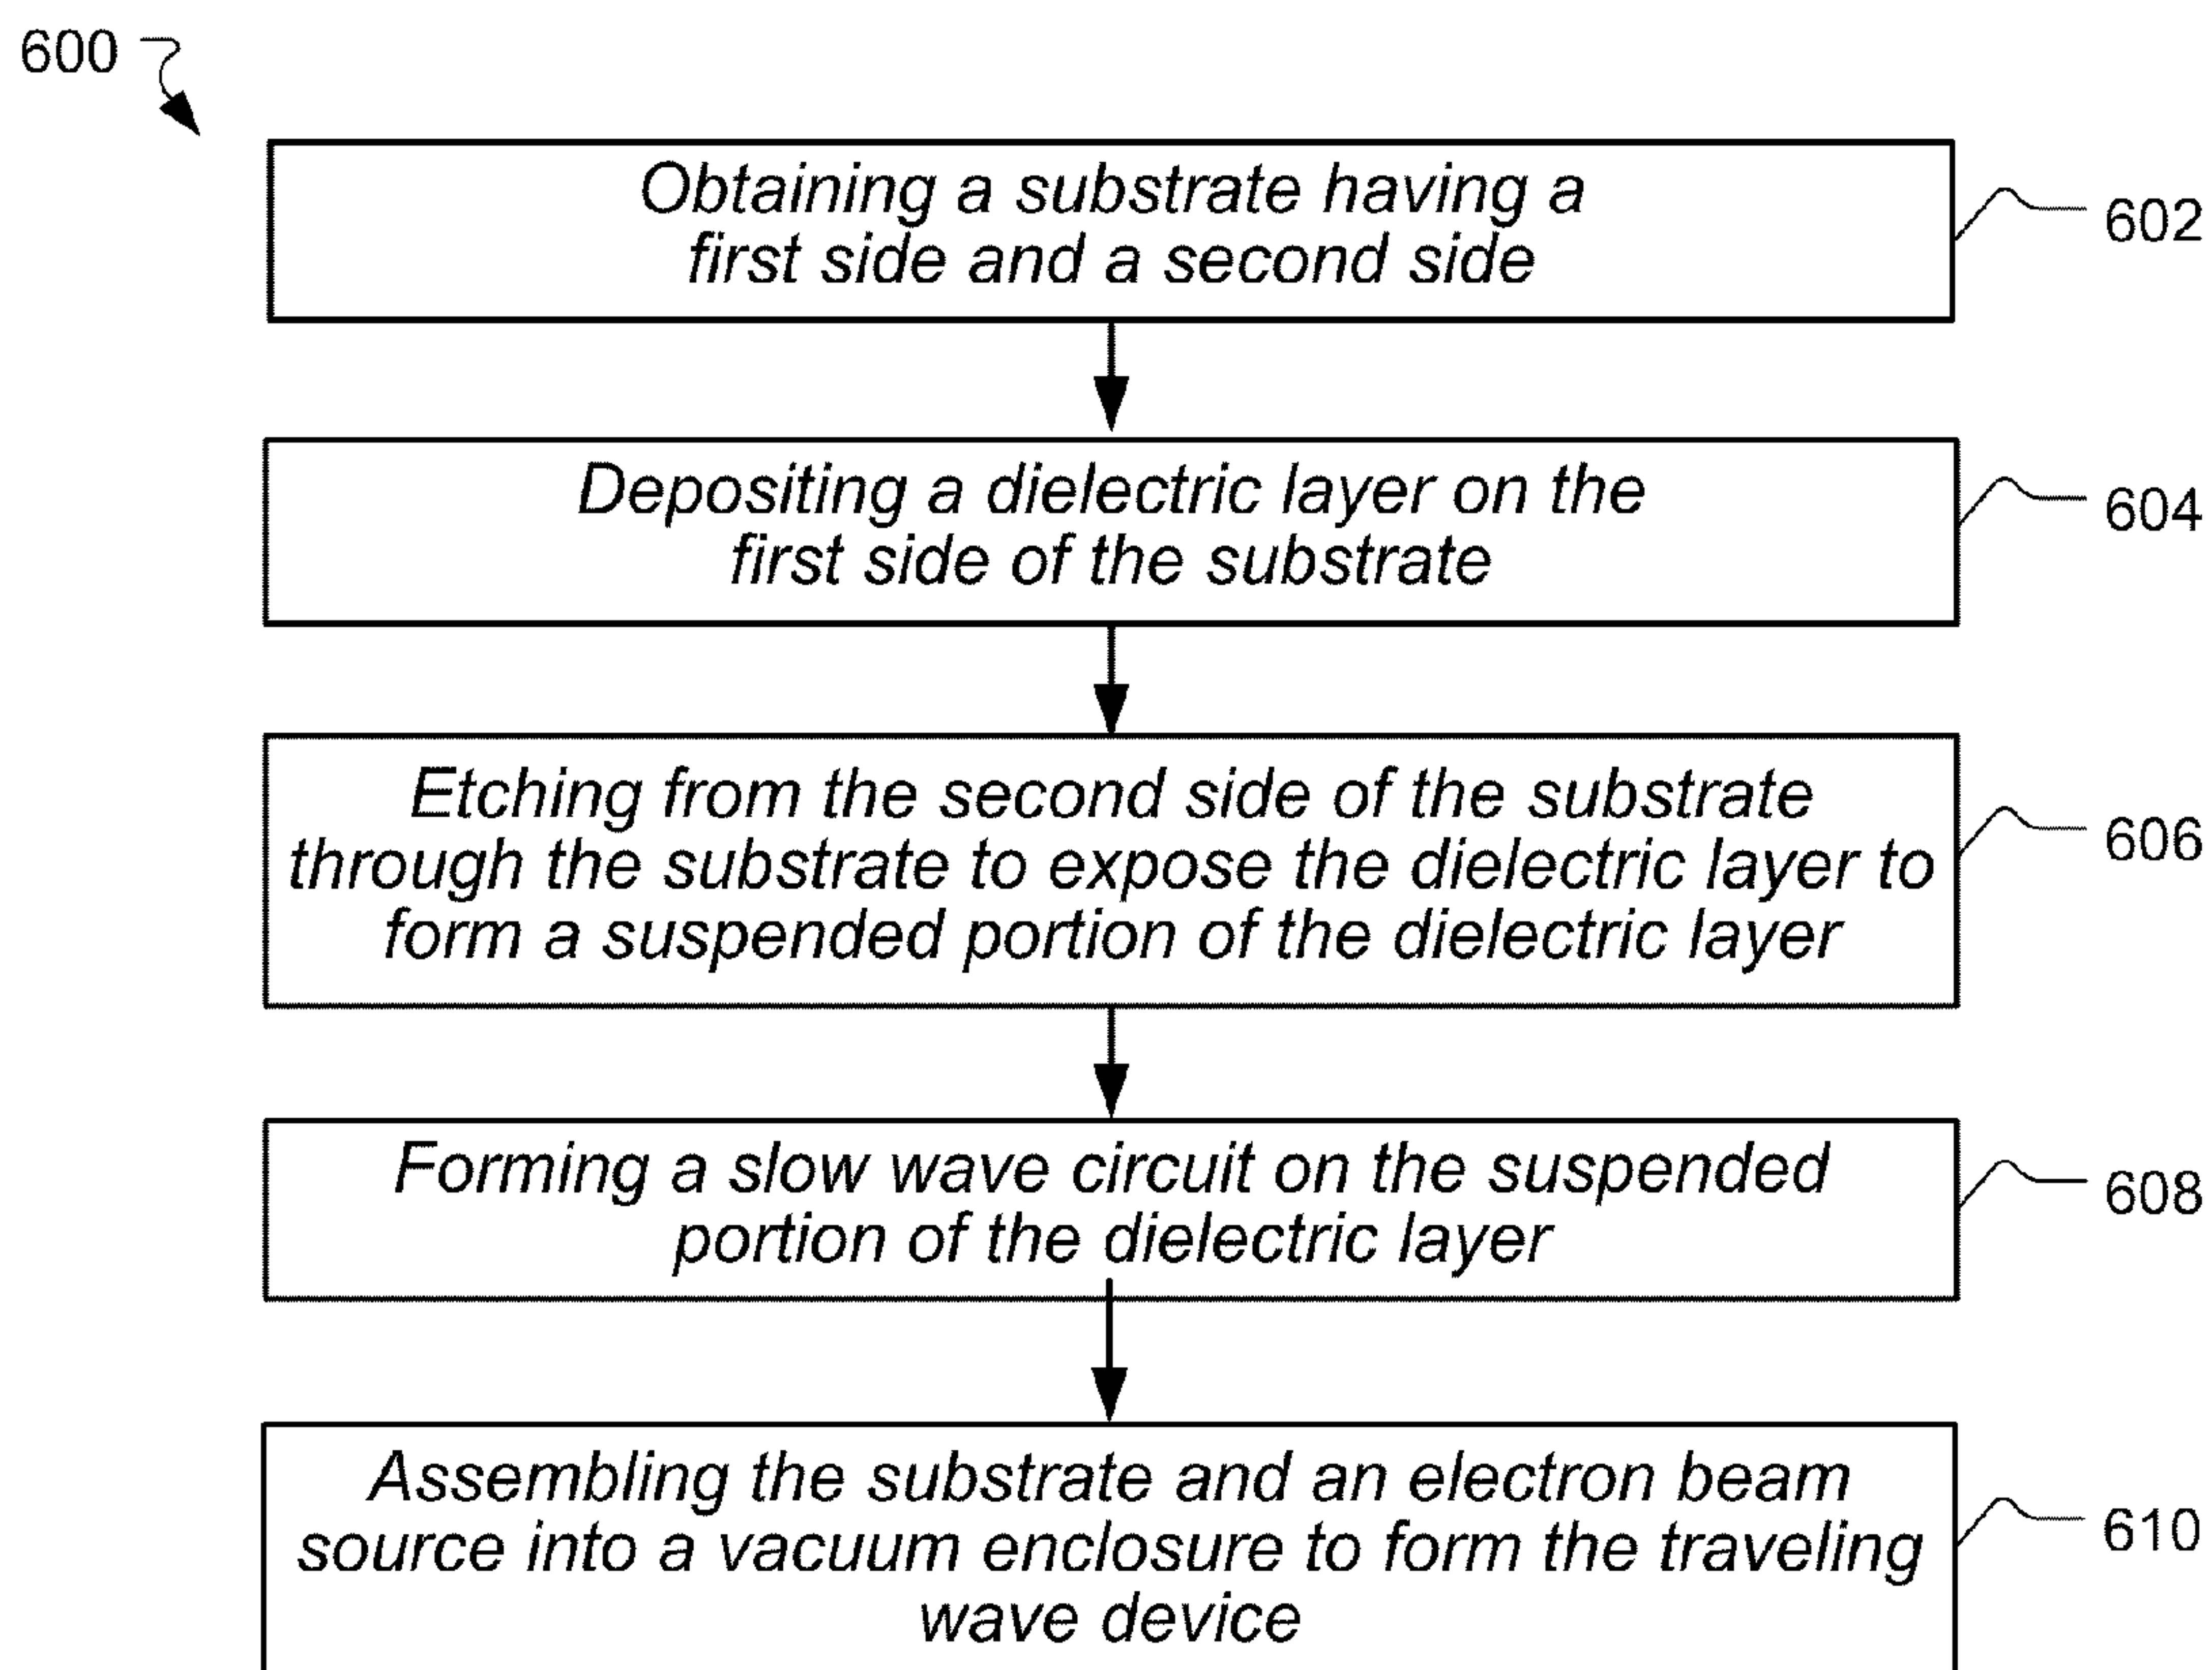 600
Obtaining a substrate having a
first side and a second side
602
Depositing a dielectric layer on the
first side of the substrate
604
Etching from the second side of the substrate
through the substrate to expose the dielectric layer to
form a suspended portion of the dielectric layer
606
Forming a slow wave circuit on the suspended
portion of the dielectric layer
608
Assembling the substrate and an electron beam
source into a vacuum enclosure to form the traveling
wave device
610